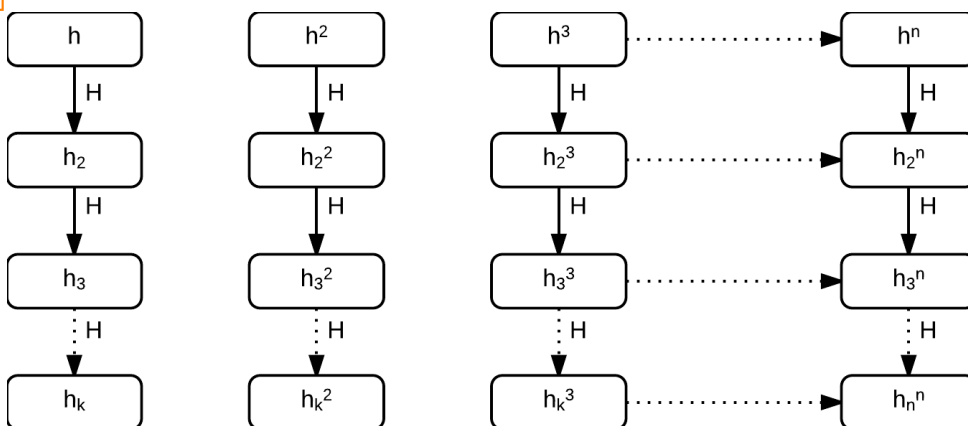 h h² h³ hⁿ
H H H H
h₂ h₂² h₂³ h₂ⁿ
H H H H
h₃ h₃² h₃³ h₃ⁿ
H H H H
hₖ hₖ² hₖ³ hₙⁿ